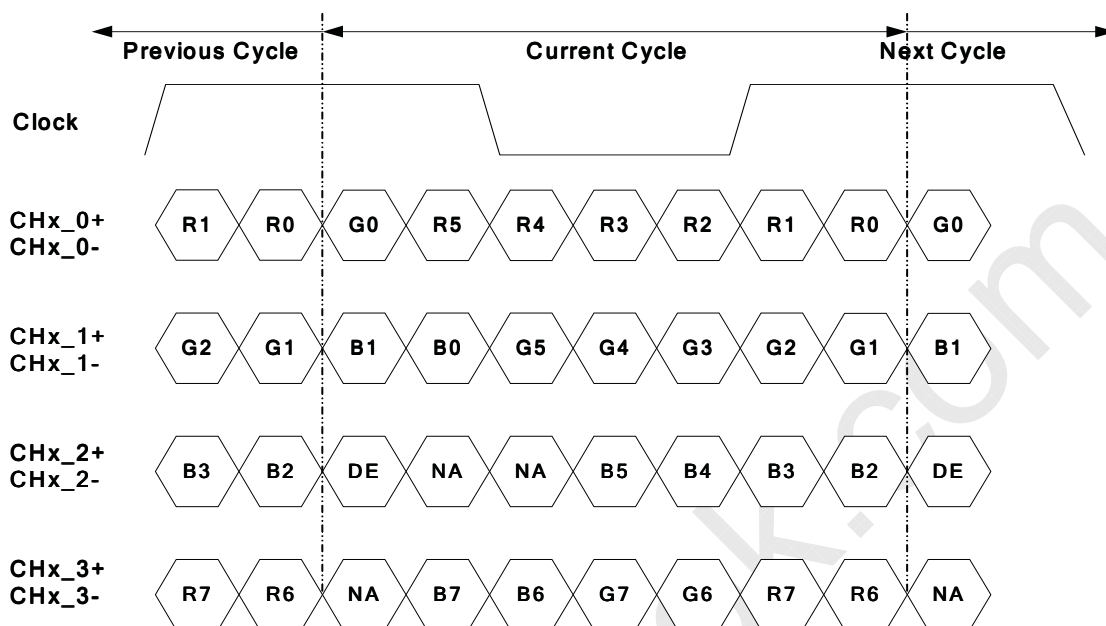 Previous Cycle Current Cycle Next Cycle
Clock
CHx_0+
CHx_0-
R1 R0 G0 R5 R4 R3 R2 R1 R0 G0
CHx_1+
CHx_1-
G2 G1 B1 B0 G5 G4 G3 G2 G1 B1
CHx_2+
CHx_2-
B3 B2 DE NA NA B5 B4 B3 B2 DE
CHx_3+
CHx_3-
R7 R6 NA B7 B6 G7 G6 R7 R6 NA
k.com